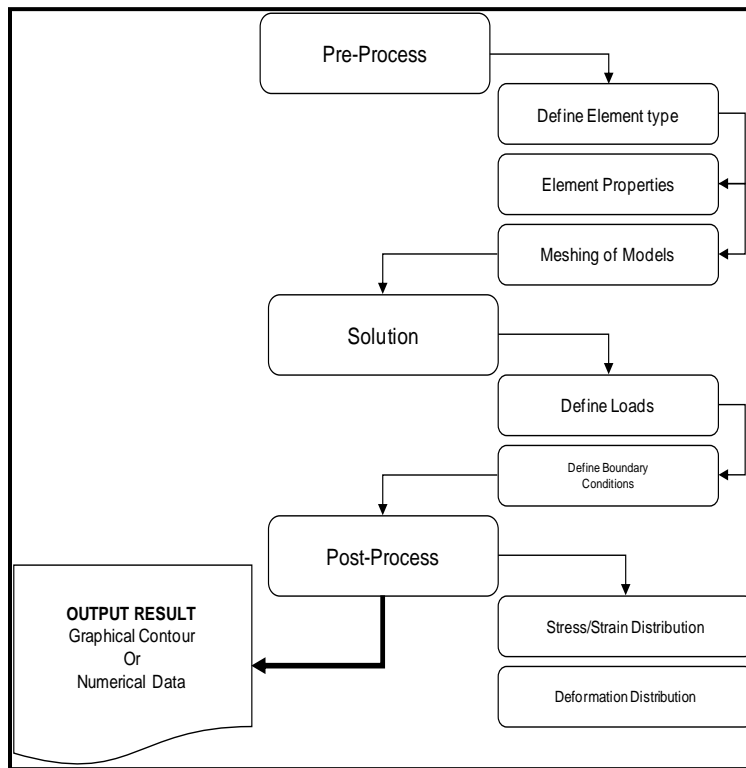 Pre-Process
Define Element type
Element Properties
Meshing of Models
Solution
Define Loads
Define Boundary
Conditions
Post-Process
OUTPUT RESULT
Graphical Contour
Or
Numerical Data
Stress/Strain Distribution
Deformation Distribution